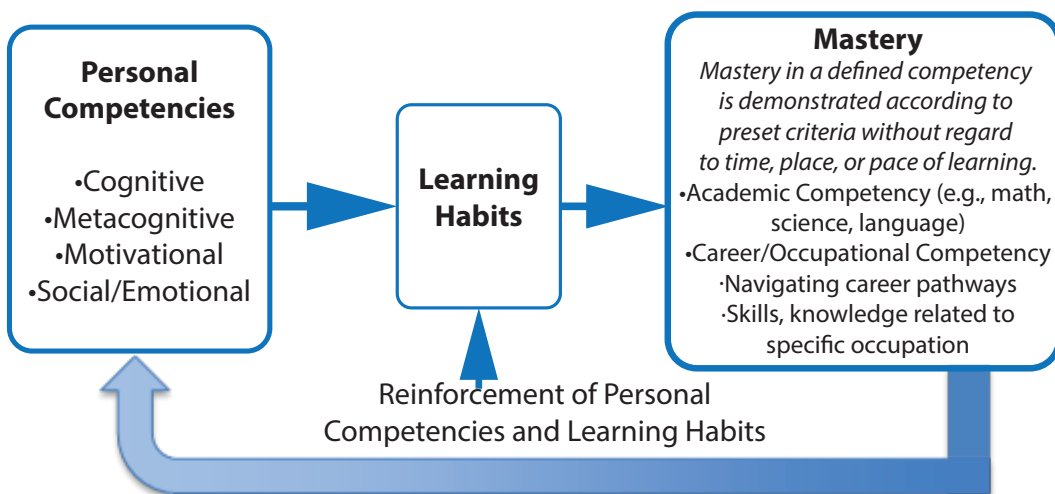 Personal
Competencies
•Cognitive
•Metacognitive
•Motivational
•Social/Emotional
Learning
Habits
Mastery
Mastery in a defined competency
is demonstrated according to
preset criteria without regard
to time, place, or pace of learning.
•Academic Competency (e.g., math,
science, language)
•Career/Occupational Competency
·Navigating career pathways
·Skills, knowledge related to
specific occupation
Reinforcement of Personal
Competencies and Learning Habits